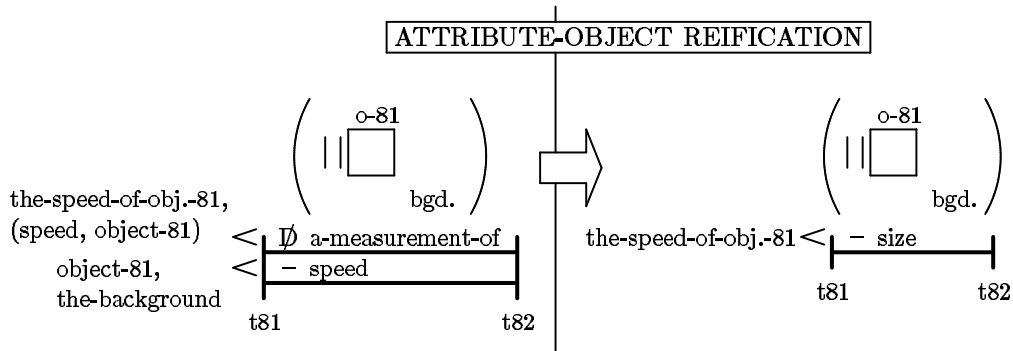 ATTRIBUTE-OBJECT REIFICATION
o-81
bgd.
the-speed-of-obj.-81,
(speed, object-81)
< D̸ a-measurement-of
object-81,
the-background
< – speed
t81 t82
o-81
bgd.
the-speed-of-obj.-81 < – size
t81 t82